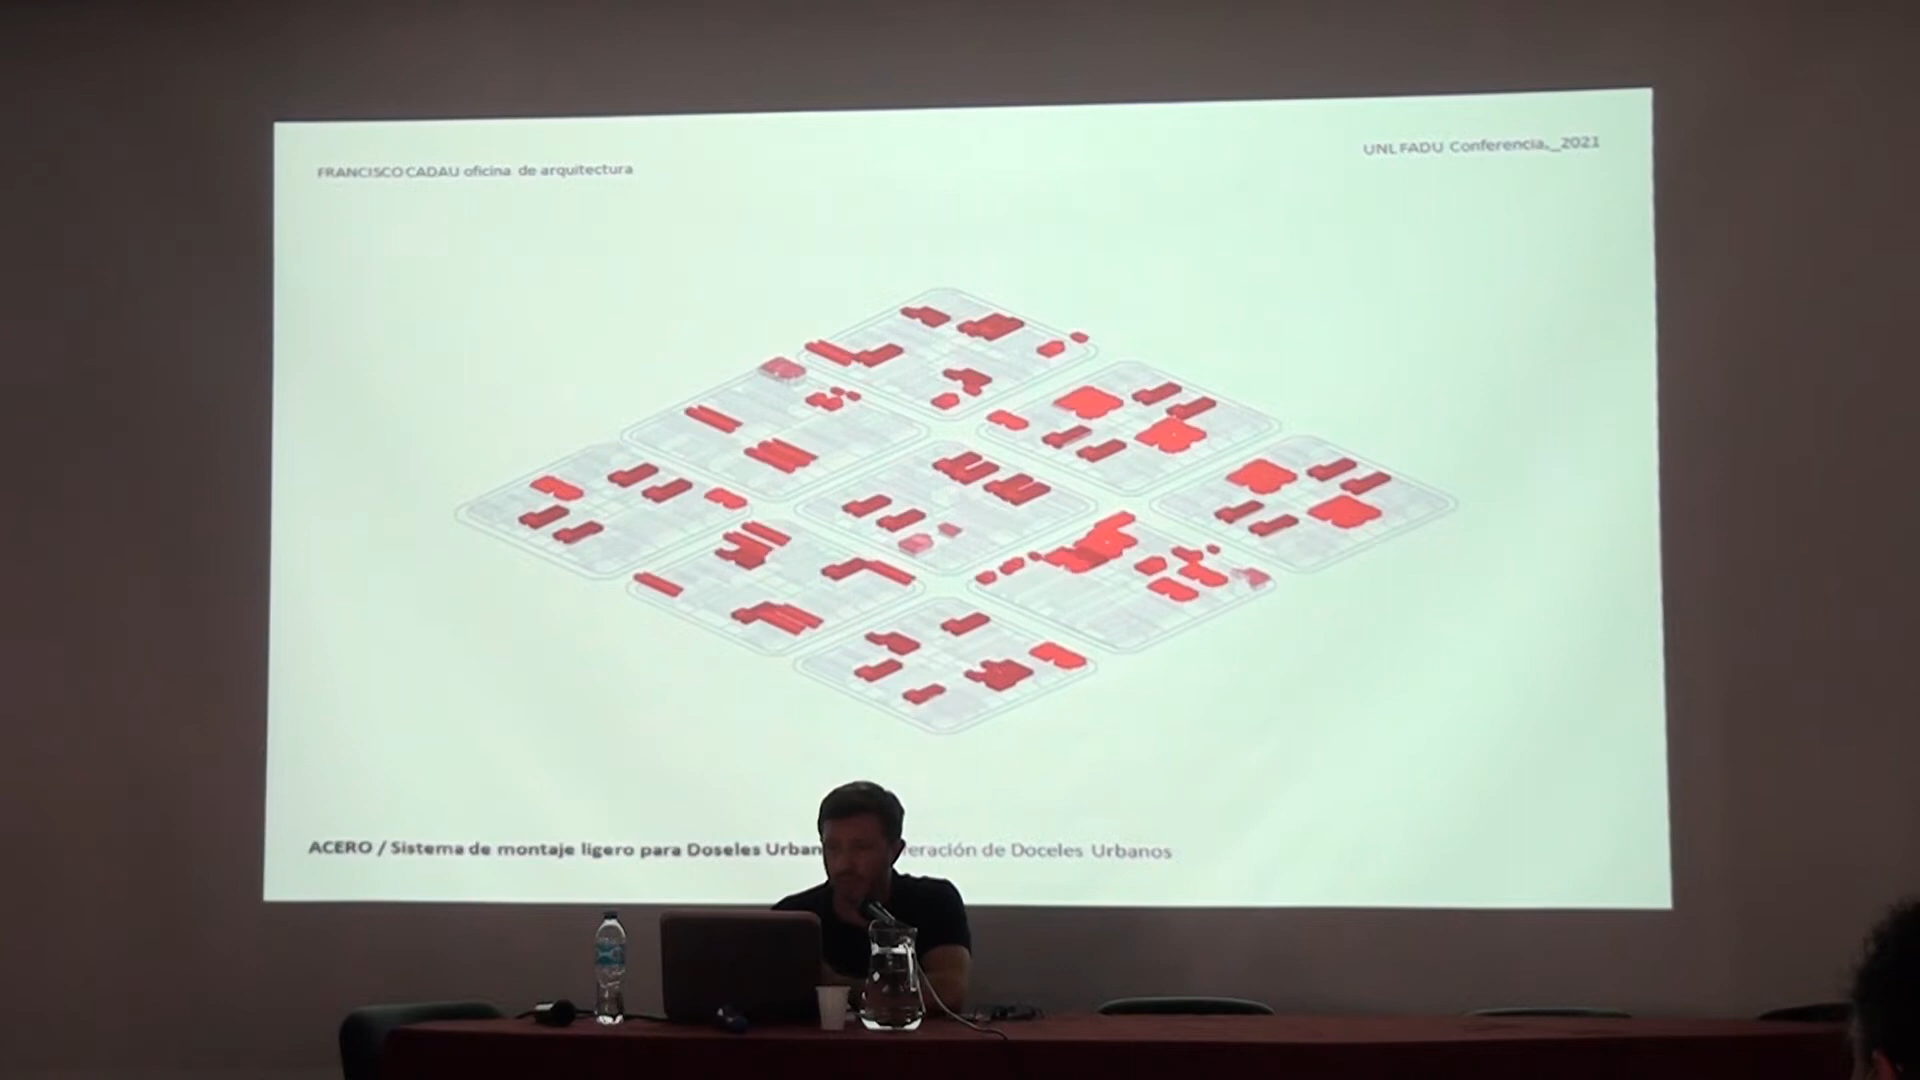 FRANCISCO CADAU oficina de arquitectura
UNL FADU Conferencia,_2021
ACERO / Sistema de montaje ligero para Doseles Urban eración de Doceles Urbanos